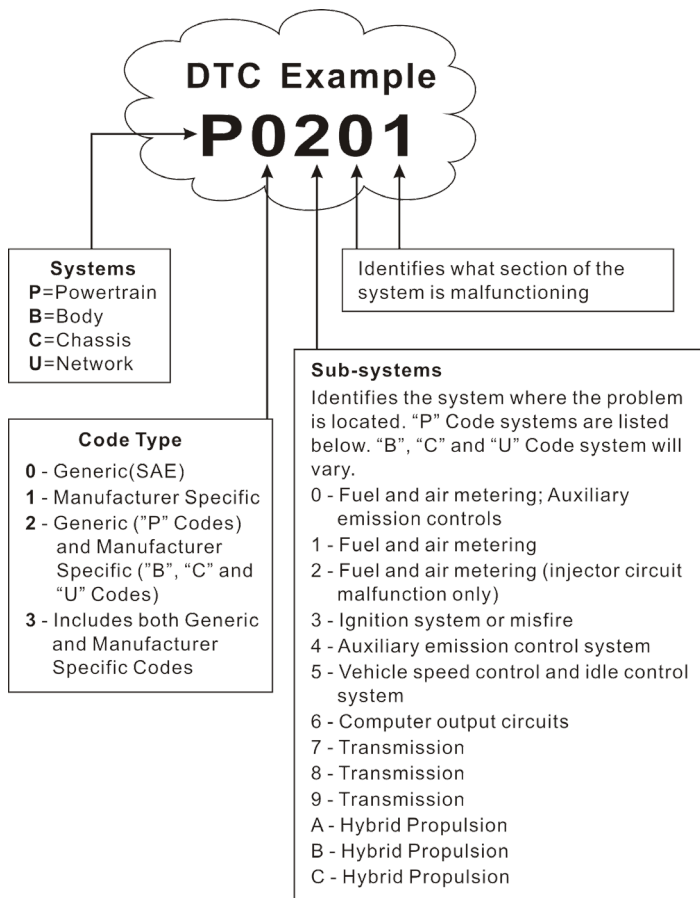 DTC Example
P0201
Systems
P=Powertrain
B=Body
C=Chassis
U=Network
Identifies what section of the
system is malfunctioning
Code Type
0 - Generic(SAE)
1 - Manufacturer Specific
2 - Generic (”P” Codes)
and Manufacturer
Specific (”B”, “C” and
“U” Codes)
3 - Includes both Generic
and Manufacturer
Specific Codes
Sub-systems
Identifies the system where the problem
is located. “P” Code systems are listed
below. “B”, “C” and “U” Code system will
vary.
0 - Fuel and air metering; Auxiliary
emission controls
1 - Fuel and air metering
2 - Fuel and air metering (injector circuit
malfunction only)
3 - Ignition system or misfire
4 - Auxiliary emission control system
5 - Vehicle speed control and idle control
system
6 - Computer output circuits
7 - Transmission
8 - Transmission
9 - Transmission
A - Hybrid Propulsion
B - Hybrid Propulsion
C - Hybrid Propulsion